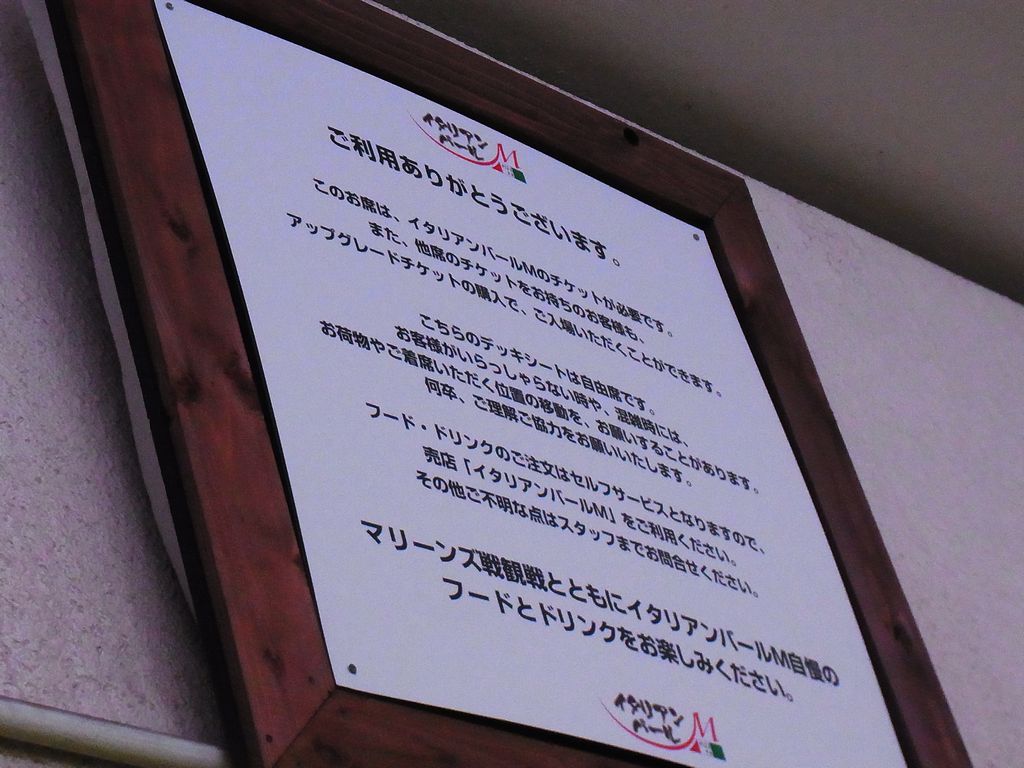 イタリアン
バール M
ご利用ありがとうございます。
このお席は、イタリアンバールMのチケットが必要です。
また、他席のチケットをお持ちのお客様も、
アップグレードチケットの購入で、ご入場いただくことができます。
こちらのデッキシートは自由席です。
お客様がいらっしゃらない時や、混雑時には、
お荷物やご着席いただく位置の移動を、お願いすることがあります。
何卒、ご理解ご協力をお願いいたします。
フード・ドリンクのご注文はセルフサービスとなりますので、
売店「イタリアンバールM」をご利用ください。
その他ご不明な点はスタッフまでお問合せください。
マリーンズ戦観戦とともにイタリアンバールM自慢の
フードとドリンクをお楽しみください。
イタリアン
バール M